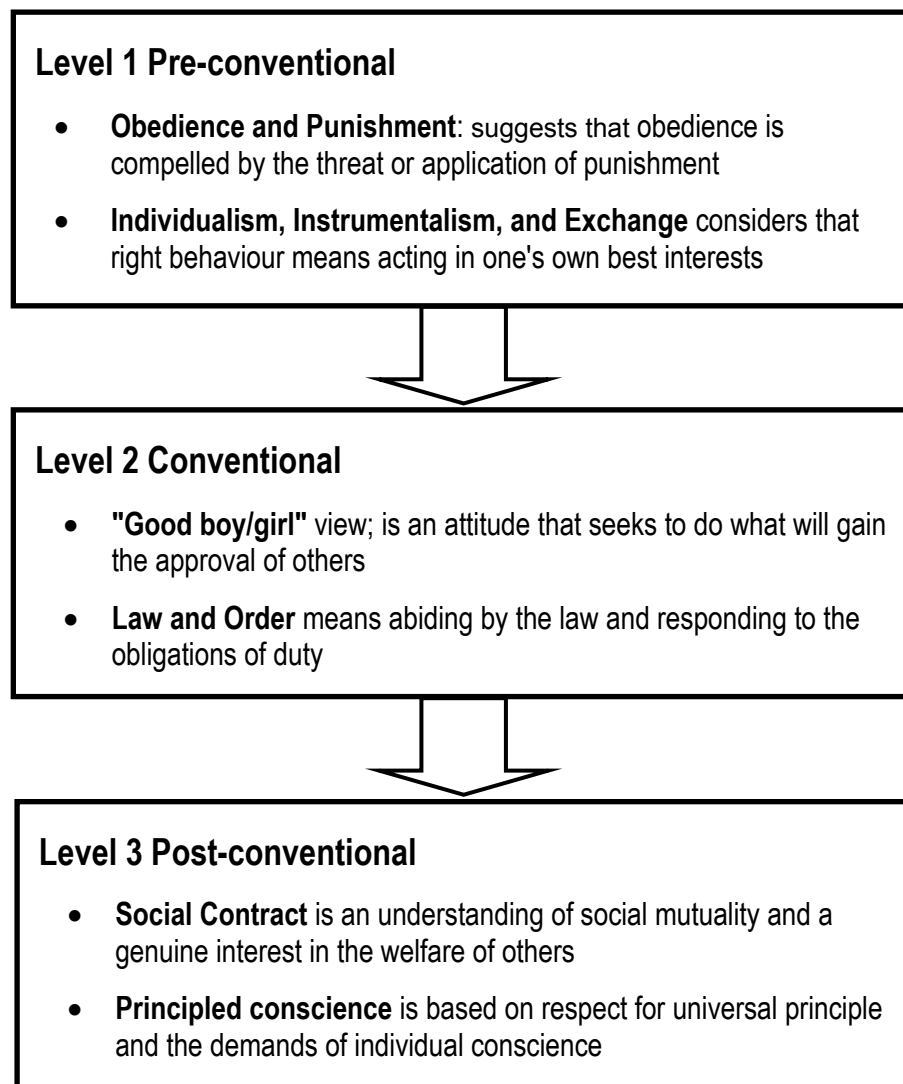 Level 1 Pre-conventional
• Obedience and Punishment: suggests that obedience is
compelled by the threat or application of punishment
• Individualism, Instrumentalism, and Exchange considers that
right behaviour means acting in one's own best interests
Level 2 Conventional
• "Good boy/girl" view; is an attitude that seeks to do what will gain
the approval of others
• Law and Order means abiding by the law and responding to the
obligations of duty
Level 3 Post-conventional
• Social Contract is an understanding of social mutuality and a
genuine interest in the welfare of others
• Principled conscience is based on respect for universal principle
and the demands of individual conscience